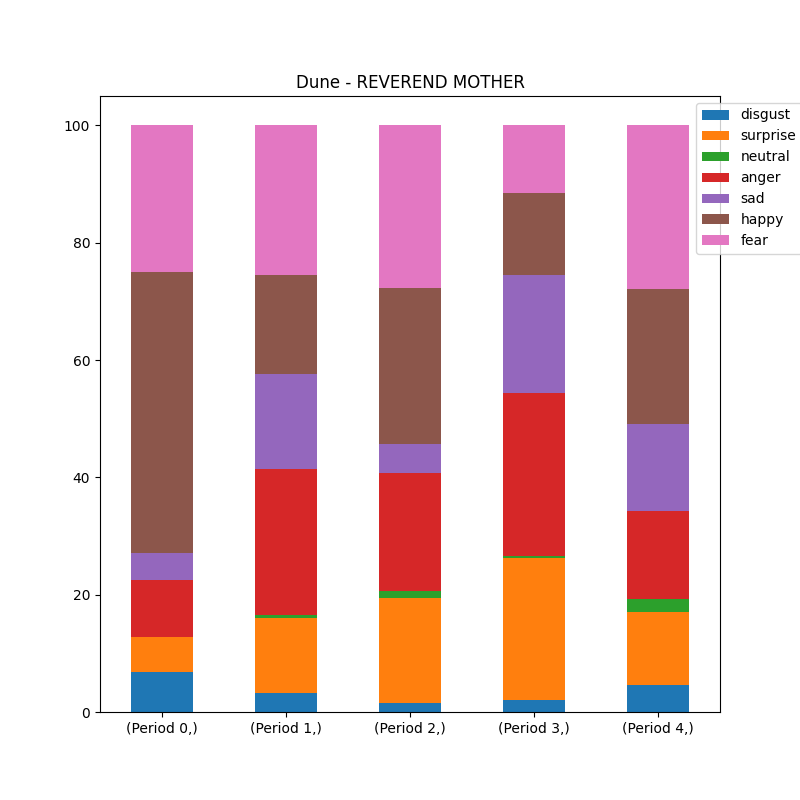 Dune - REVEREND MOTHER
disgust
surprise
neutral
anger
sad
happy
fear
100
80
60
40
20
0
(Period 0,)
(Period 1,)
(Period 2,)
(Period 3,)
(Period 4,)